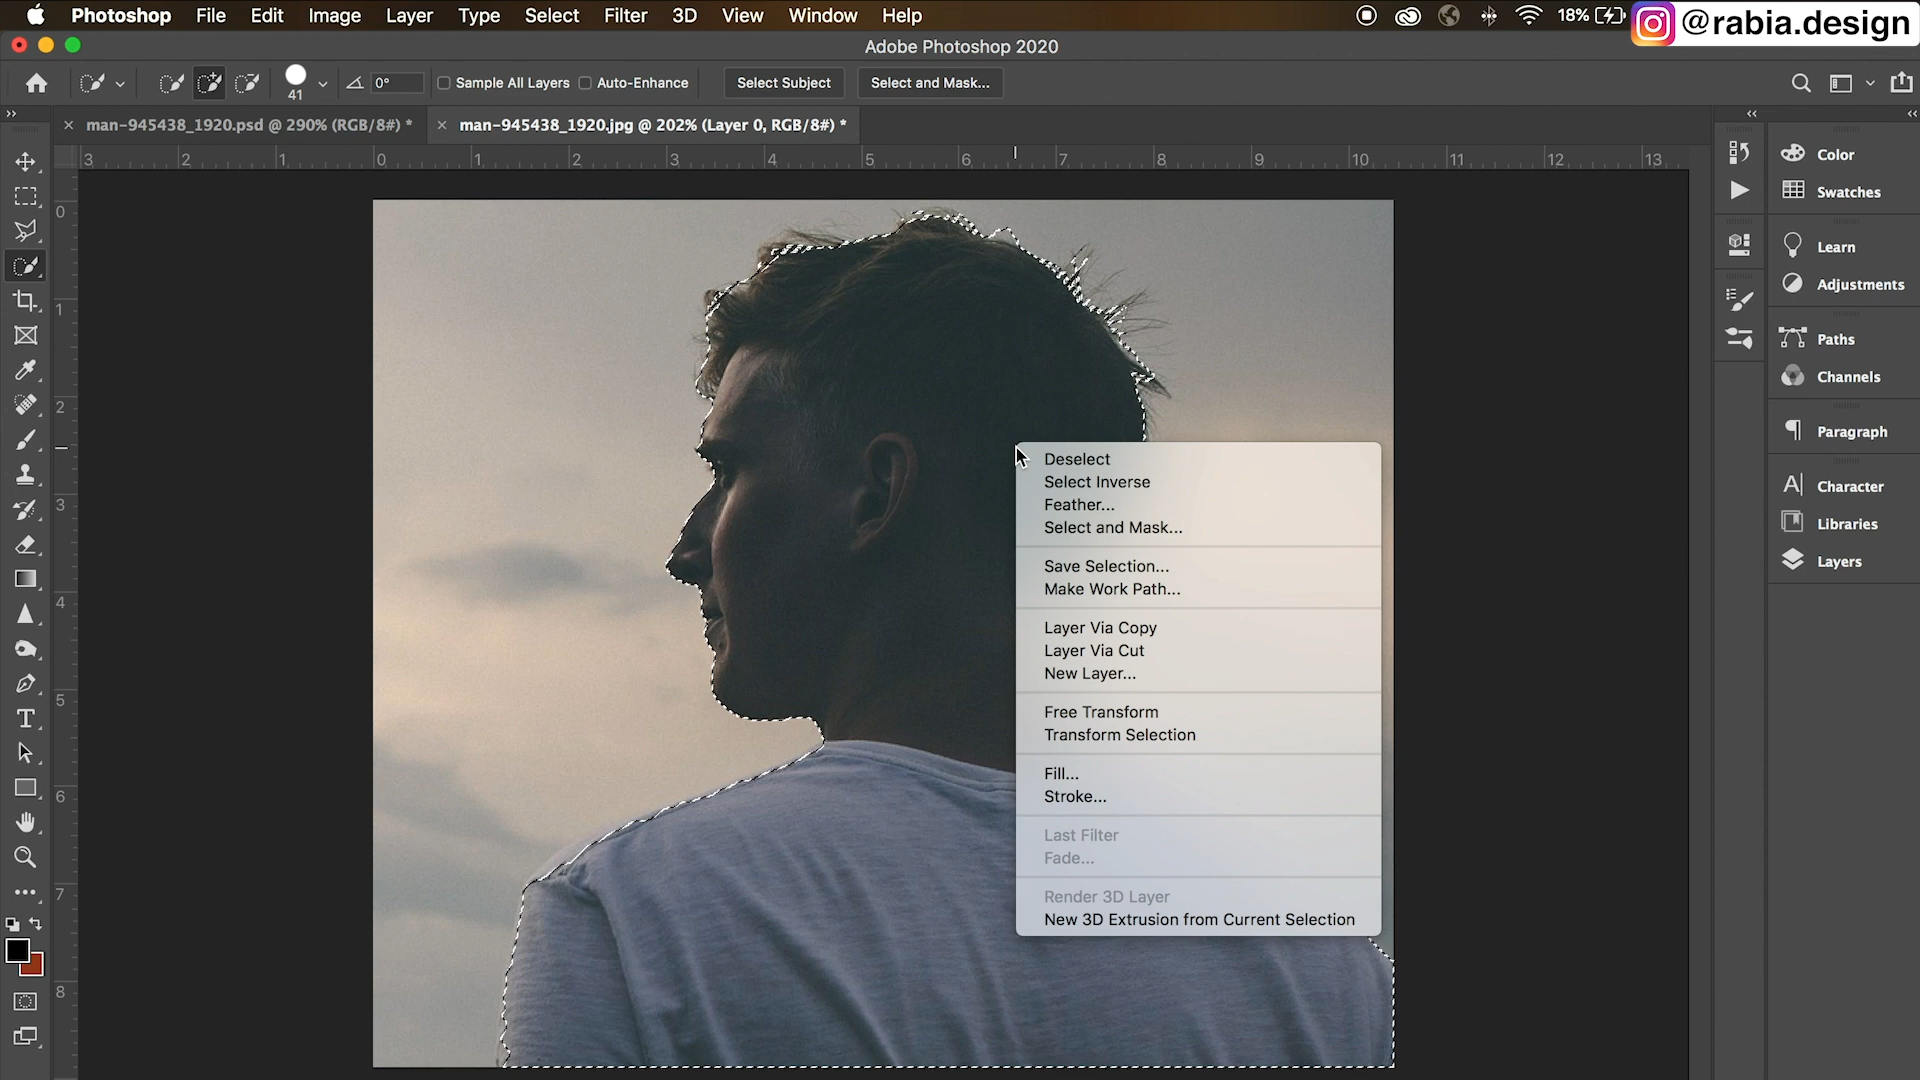 Photoshop File Edit Image Layer Type Select Filter 3D View Window Help 18% @rabia.design
Adobe Photoshop 2020
41 0° Sample All Layers Auto-Enhance Select Subject Select and Mask...
man-945438_1920.psd @ 290% (RGB/8#) * man-945438_1920.jpg @ 202% (Layer 0, RGB/8#) *
3 2 1 0 1 2 3 4 5 6 7 8 9 10 11 12 13
0
1
2
3
4
5
6
7
8
Deselect
Select Inverse
Feather...
Select and Mask...
Save Selection...
Make Work Path...
Layer Via Copy
Layer Via Cut
New Layer...
Free Transform
Transform Selection
Fill...
Stroke...
Last Filter
Fade...
Render 3D Layer
New 3D Extrusion from Current Selection
Color
Swatches
Learn
Adjustments
Paths
Channels
Paragraph
Character
Libraries
Layers